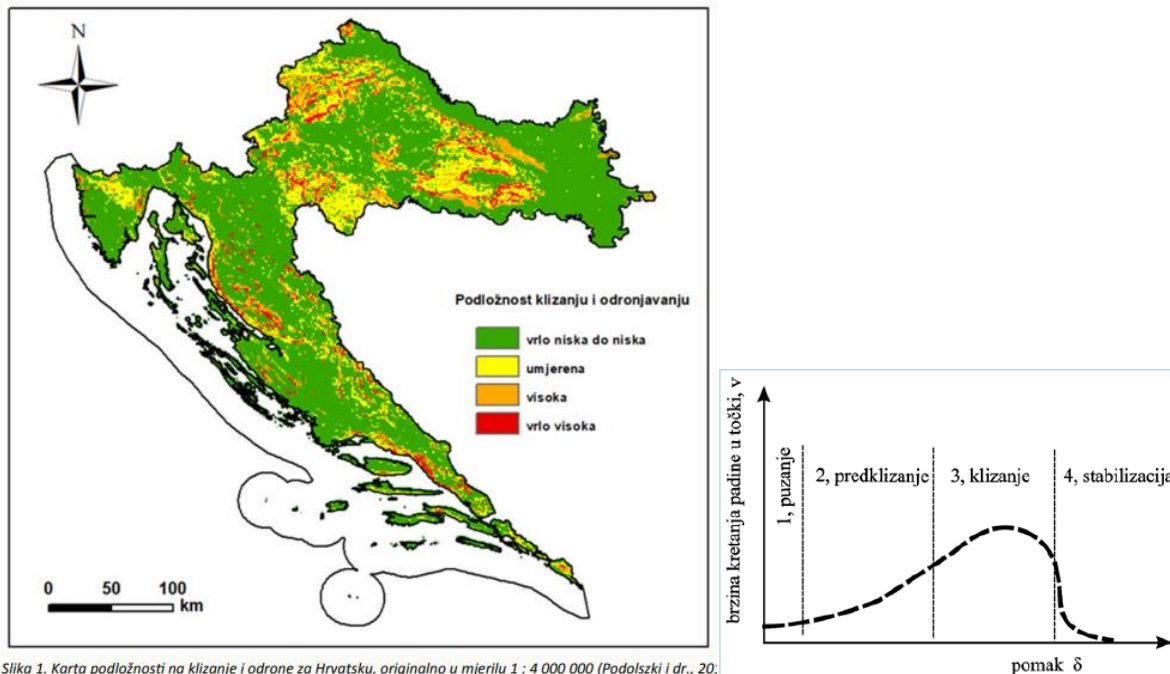 N
Podložnost klizanju i odronjavanju
vrlo niska do niska
umjerena
visoka
vrlo visoka
0 50 100
km
Slika 1. Karta podložnosti na klizanje i odrone za Hrvatsku, originalno u mjerilu 1 : 4 000 000 (Podolszki i dr., 20
brzina kretanja padine u točki, v
1, puzanje
2, predklizanje
3, klizanje
4, stabilizacija
pomak δ